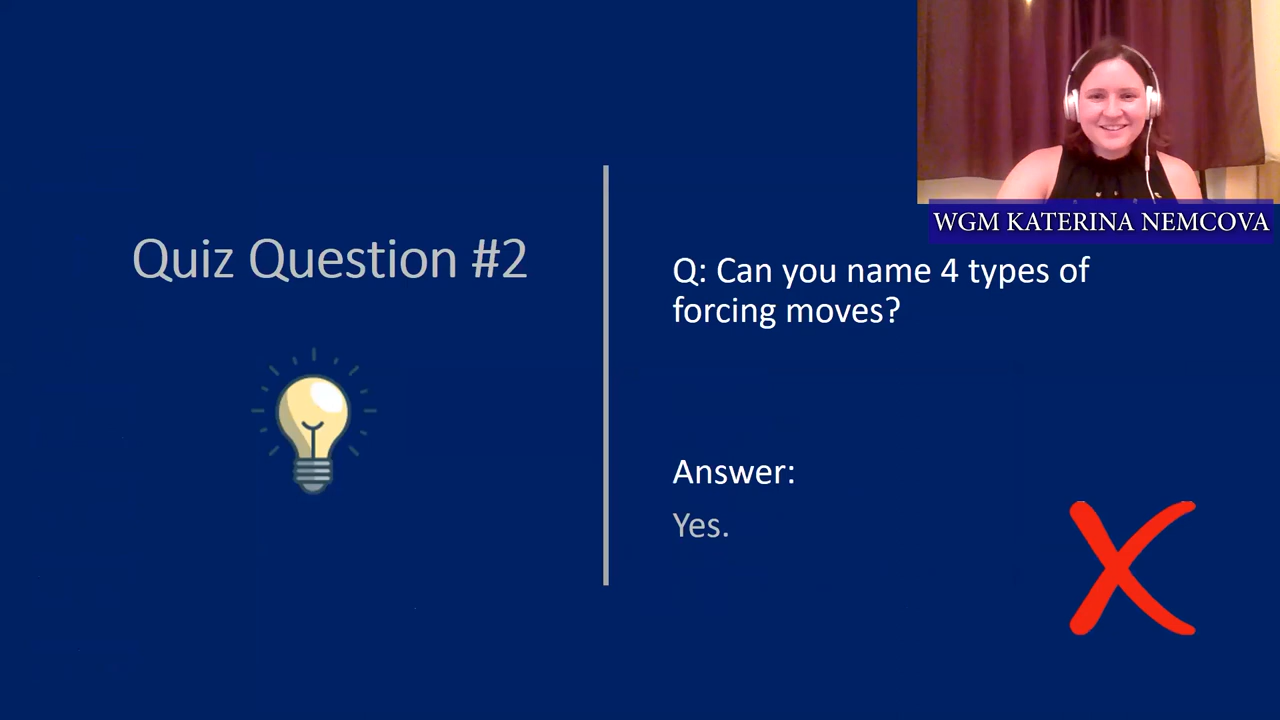 WGM KATERINA NEMCOVA
Quiz Question #2
Q: Can you name 4 types of
forcing moves?
Answer:
Yes.